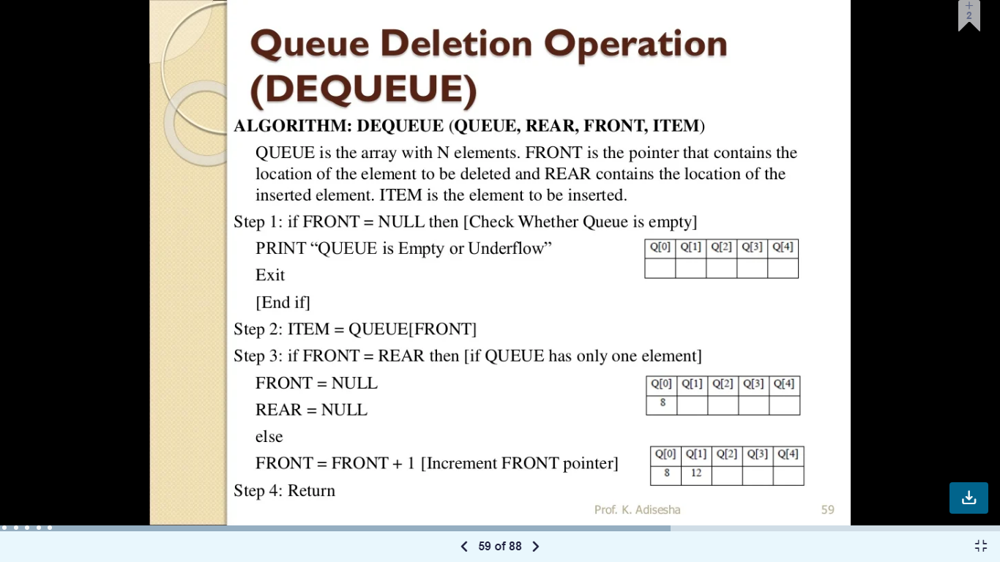 +
2
Queue Deletion Operation
(DEQUEUE)
ALGORITHM: DEQUEUE (QUEUE, REAR, FRONT, ITEM)
QUEUE is the array with N elements. FRONT is the pointer that contains the
location of the element to be deleted and REAR contains the location of the
inserted element. ITEM is the element to be inserted.
Step 1: if FRONT = NULL then [Check Whether Queue is empty]
PRINT “QUEUE is Empty or Underflow”
Q[0] Q[1] Q[2] Q[3] Q[4]
Exit
[End if]
Step 2: ITEM = QUEUE[FRONT]
Step 3: if FRONT = REAR then [if QUEUE has only one element]
FRONT = NULL
Q[0] Q[1] Q[2] Q[3] Q[4]
8
REAR = NULL
else
FRONT = FRONT + 1 [Increment FRONT pointer]
Q[0] Q[1] Q[2] Q[3] Q[4]
8 12
Step 4: Return
Prof. K. Adisesha 59
59 of 88